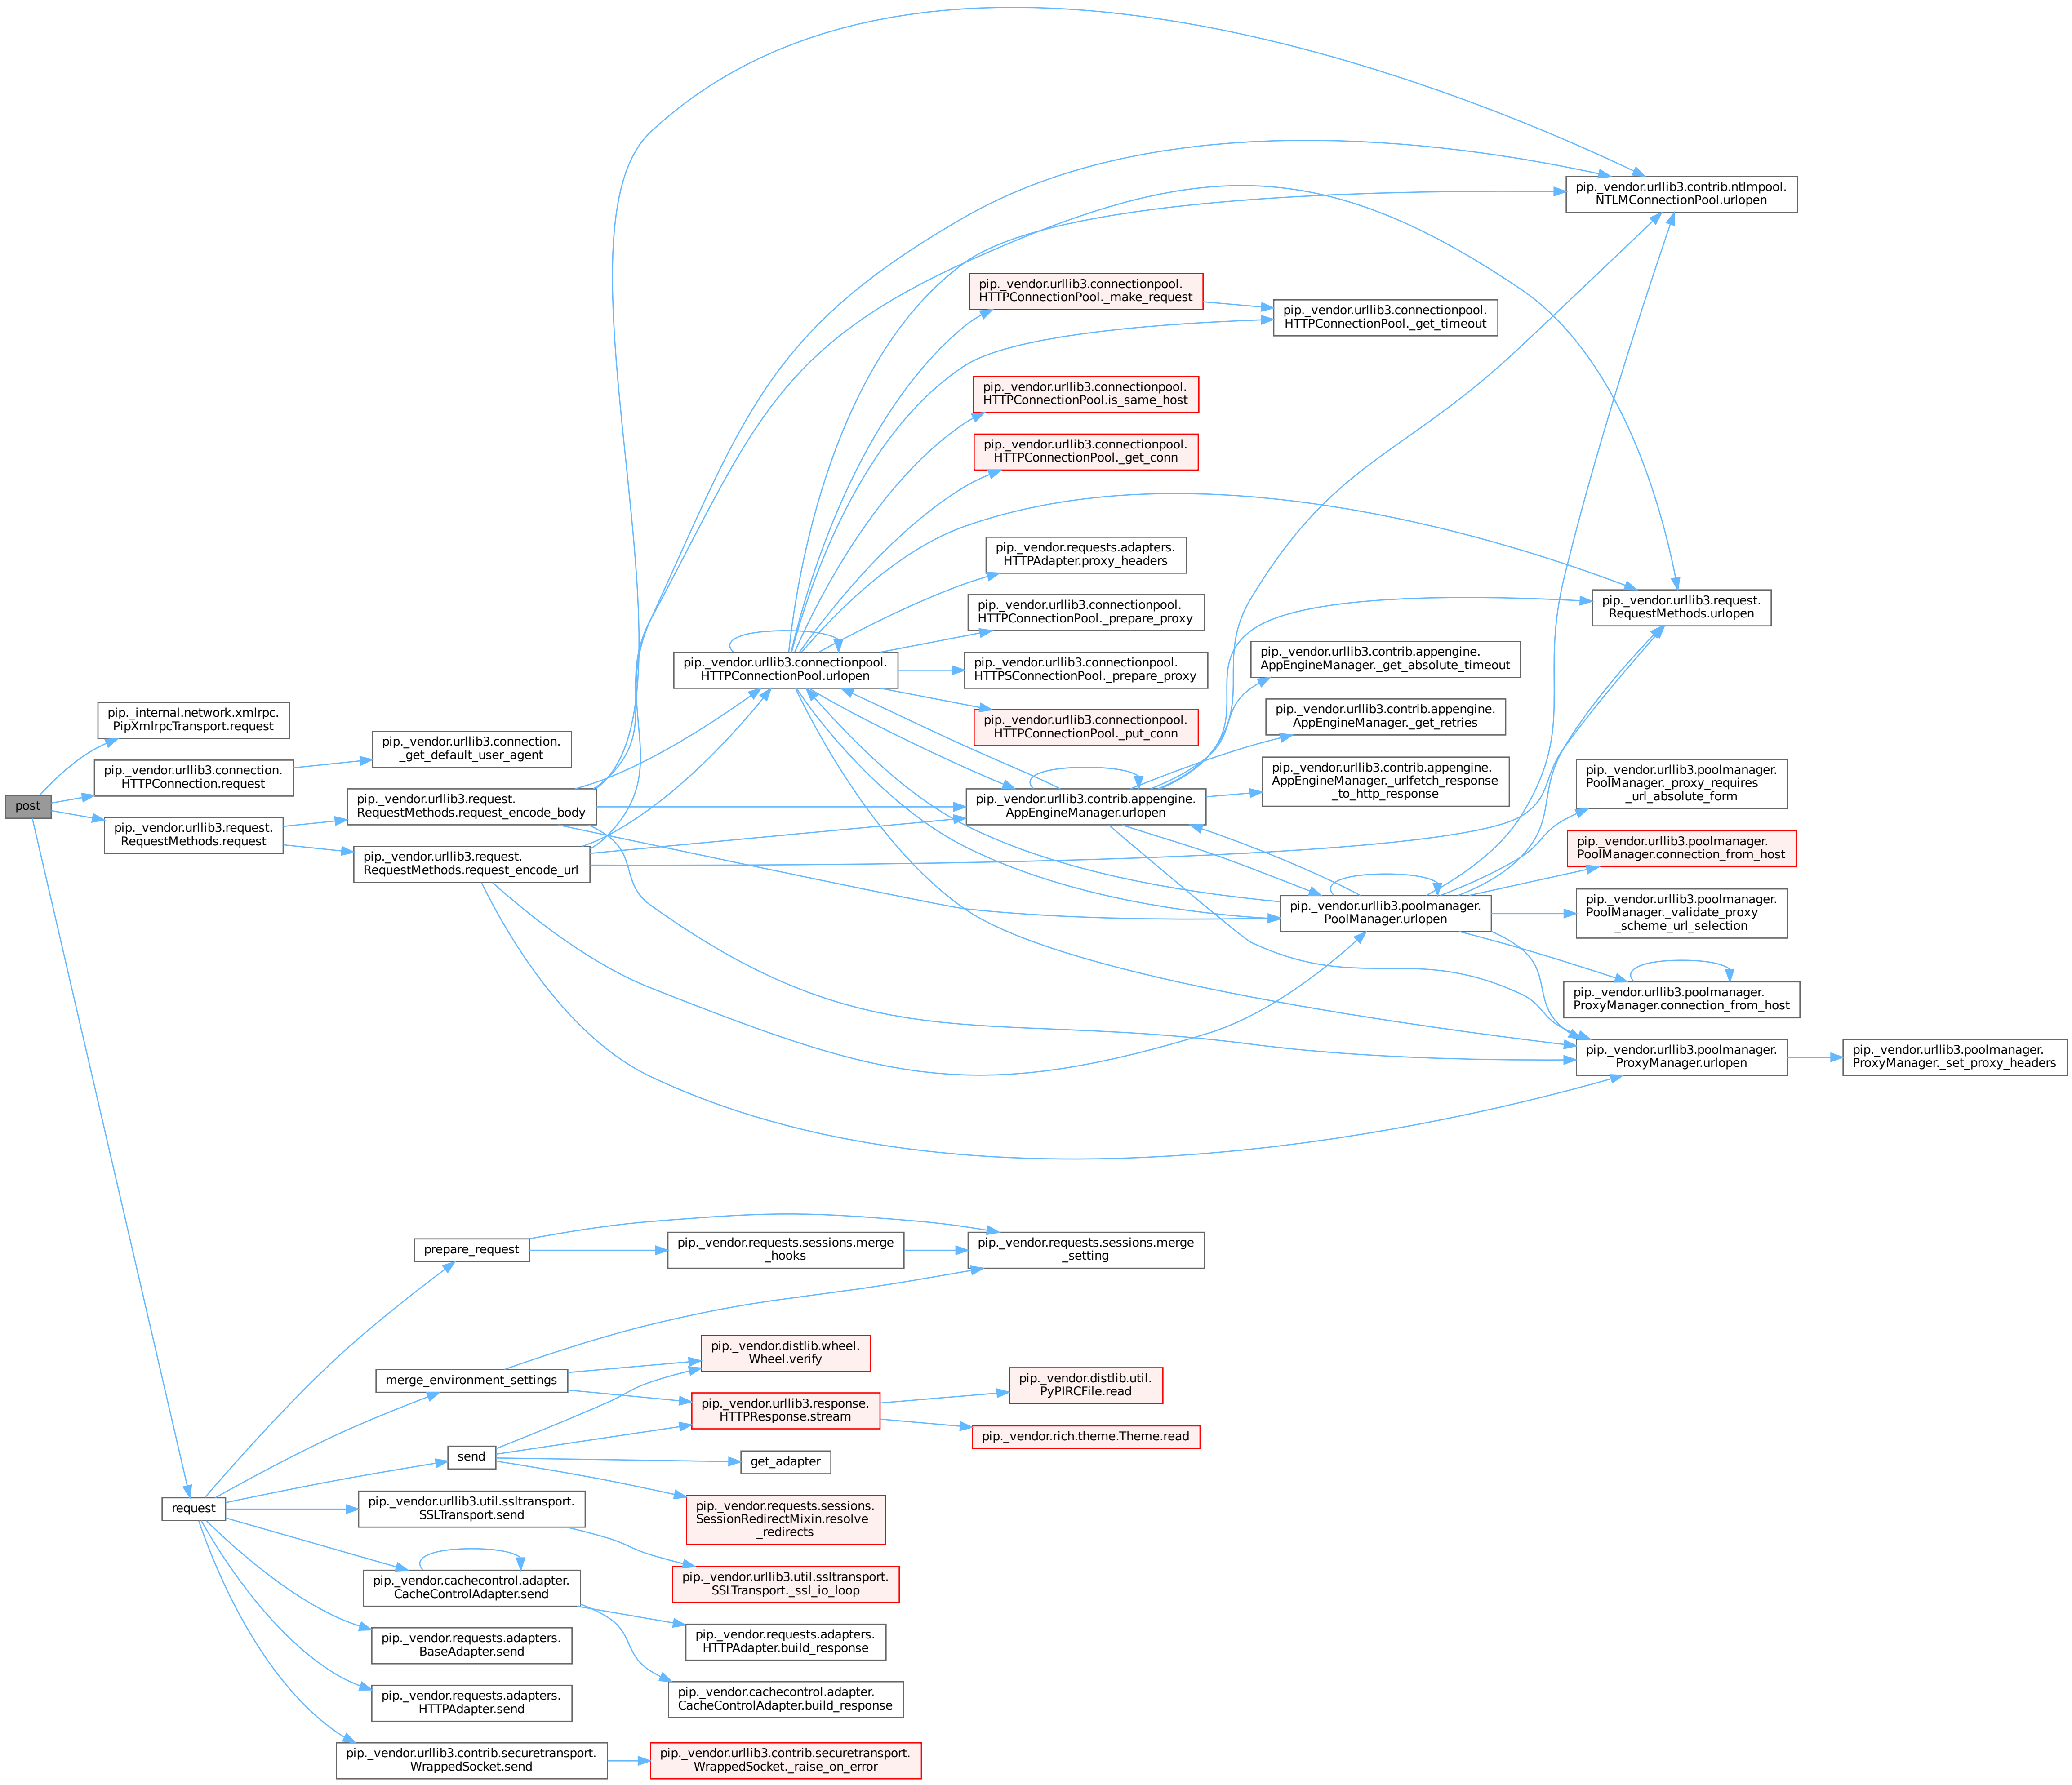 post
pip._internal.network.xmlrpc.
PipXmlrpcTransport.request
pip._vendor.urllib3.connection.
HTTPConnection.request
pip._vendor.urllib3.request.
RequestMethods.request
request
pip._vendor.urllib3.connection.
_get_default_user_agent
pip._vendor.urllib3.request.
RequestMethods.request_encode_body
pip._vendor.urllib3.request.
RequestMethods.request_encode_url
pip._vendor.urllib3.connectionpool.
HTTPConnectionPool.urlopen
pip._vendor.urllib3.contrib.ntlmpool.
NTLMConnectionPool.urlopen
pip._vendor.urllib3.connectionpool.
HTTPConnectionPool._make_request
pip._vendor.urllib3.connectionpool.
HTTPConnectionPool._get_timeout
pip._vendor.urllib3.connectionpool.
HTTPConnectionPool.is_same_host
pip._vendor.urllib3.connectionpool.
HTTPConnectionPool._get_conn
pip._vendor.requests.adapters.
HTTPAdapter.proxy_headers
pip._vendor.urllib3.connectionpool.
HTTPConnectionPool._prepare_proxy
pip._vendor.urllib3.connectionpool.
HTTPSConnectionPool._prepare_proxy
pip._vendor.urllib3.connectionpool.
HTTPConnectionPool._put_conn
pip._vendor.urllib3.contrib.appengine.
AppEngineManager.urlopen
pip._vendor.urllib3.request.
RequestMethods.urlopen
pip._vendor.urllib3.contrib.appengine.
AppEngineManager._get_absolute_timeout
pip._vendor.urllib3.contrib.appengine.
AppEngineManager._get_retries
pip._vendor.urllib3.contrib.appengine.
AppEngineManager._urlfetch_response
_to_http_response
pip._vendor.urllib3.poolmanager.
PoolManager.urlopen
pip._vendor.urllib3.poolmanager.
PoolManager._proxy_requires
_url_absolute_form
pip._vendor.urllib3.poolmanager.
PoolManager.connection_from_host
pip._vendor.urllib3.poolmanager.
PoolManager._validate_proxy
_scheme_url_selection
pip._vendor.urllib3.poolmanager.
ProxyManager.connection_from_host
pip._vendor.urllib3.poolmanager.
ProxyManager.urlopen
pip._vendor.urllib3.poolmanager.
ProxyManager._set_proxy_headers
prepare_request
pip._vendor.requests.sessions.merge
_hooks
pip._vendor.requests.sessions.merge
_setting
merge_environment_settings
pip._vendor.distlib.wheel.
Wheel.verify
pip._vendor.urllib3.response.
HTTPResponse.stream
pip._vendor.distlib.util.
PyPIRCFile.read
pip._vendor.rich.theme.Theme.read
send
get_adapter
pip._vendor.requests.sessions.
SessionRedirectMixin.resolve
_redirects
pip._vendor.urllib3.util.ssltransport.
SSLTransport.send
pip._vendor.urllib3.util.ssltransport.
SSLTransport._ssl_io_loop
pip._vendor.cachecontrol.adapter.
CacheControlAdapter.send
pip._vendor.requests.adapters.
HTTPAdapter.build_response
pip._vendor.cachecontrol.adapter.
CacheControlAdapter.build_response
pip._vendor.requests.adapters.
BaseAdapter.send
pip._vendor.requests.adapters.
HTTPAdapter.send
pip._vendor.urllib3.contrib.securetransport.
WrappedSocket.send
pip._vendor.urllib3.contrib.securetransport.
WrappedSocket._raise_on_error